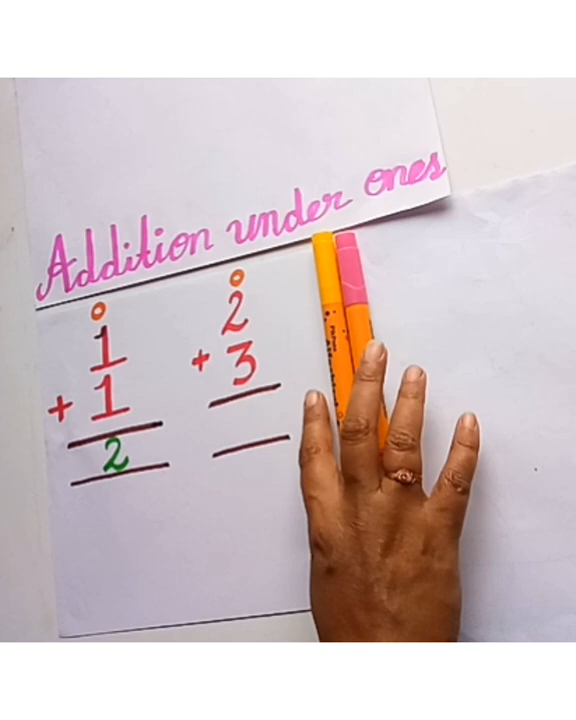 Addition under ones
o o
1 2
+ 1 + 3
2